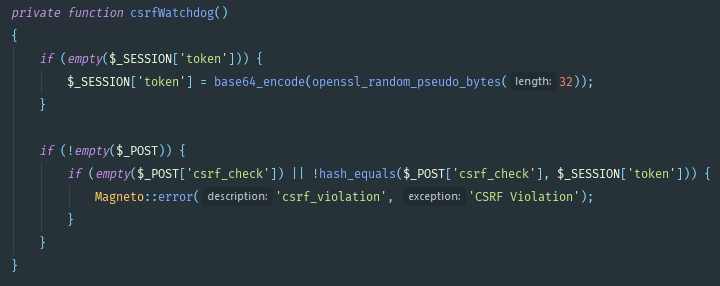 private function csrfWatchdog()
{
if (empty($_SESSION['token'])) {
$_SESSION['token'] = base64_encode(openssl_random_pseudo_bytes( length: 32));
}
if (!empty($_POST)) {
if (empty($_POST['csrf_check']) || !hash_equals($_POST['csrf_check'], $_SESSION['token'])) {
Magneto::error( description: 'csrf_violation', exception: 'CSRF Violation');
}
}
}